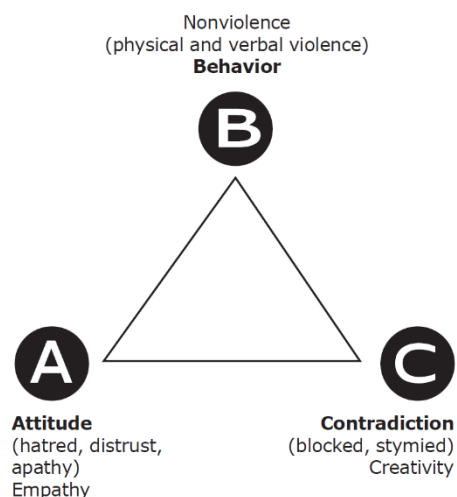 Nonviolence
(physical and verbal violence)
Behavior
B
A
C
Attitude
(hatred, distrust,
apathy)
Empathy
Contradiction
(blocked, stymied)
Creativity